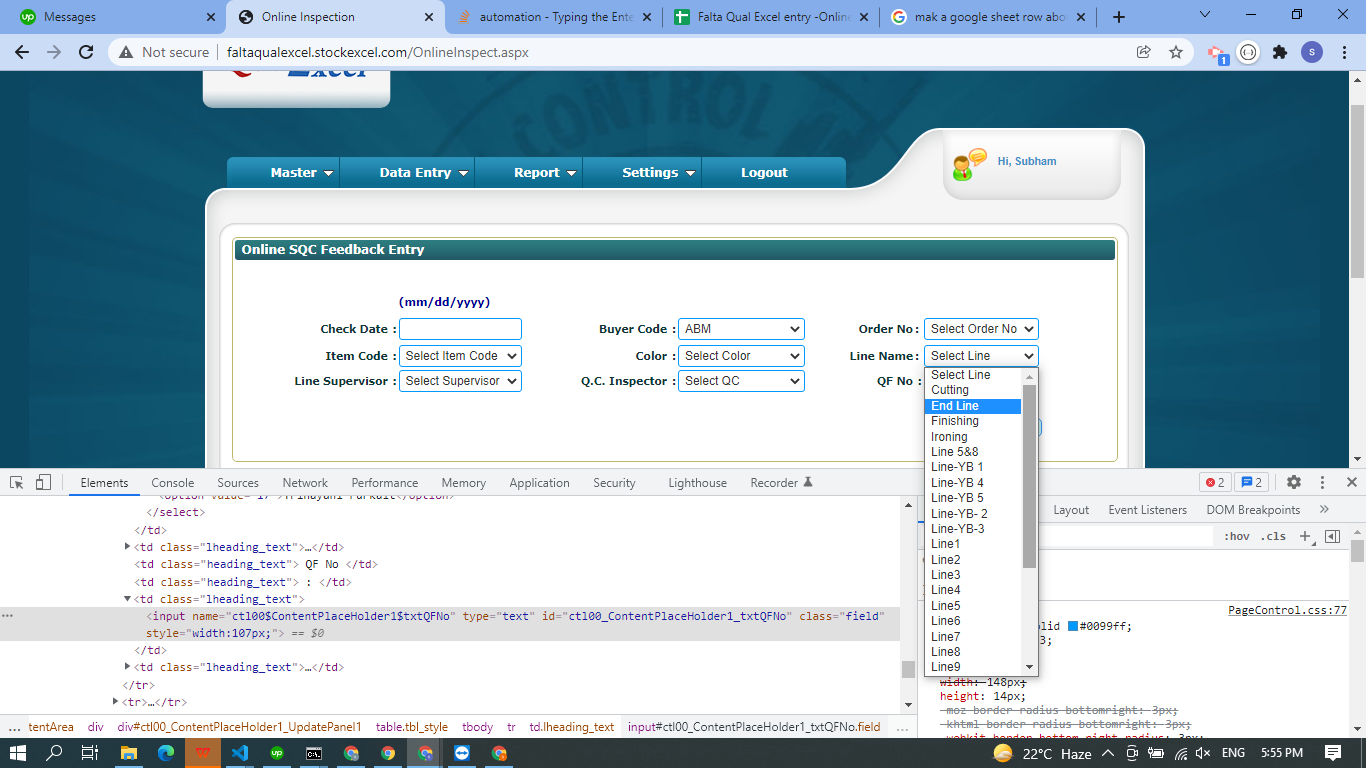 Messages
Online Inspection
automation - Typing the Ente
Falta Qual Excel entry -Onlin
mak a google sheet row abo
Not secure | faltaqualexcel.stockexcel.com/OnlineInspect.aspx
1
S
CONTROL
Hi, Subham
Master
Data Entry
Report
Settings
Logout
Online SQC Feedback Entry
(mm/dd/yyyy)
Check Date :
Buyer Code : ABM
Order No : Select Order No
Item Code : Select Item Code
Color : Select Color
Line Name : Select Line
Line Supervisor : Select Supervisor
Q.C. Inspector : Select QC
QF No :
Select Line
Cutting
End Line
Finishing
Ironing
Line 5&8
Line-YB 1
Line-YB 4
Line-YB 5
Line-YB- 2
Line-YB-3
Line1
Line2
Line3
Line4
Line5
Line6
Line7
Line8
Line9
Elements Console Sources Network Performance Memory Application Security Lighthouse Recorder
2 2
</select>
</td>
<td class="lheading_text">…</td>
<td class="heading_text"> QF No </td>
<td class="heading_text"> : </td>
<td class="lheading_text">
<input name="ctl00$ContentPlaceHolder1$txtQFNo" type="text" id="ctl00_ContentPlaceHolder1_txtQFNo" class="field"
style="width:107px;"> == $0
</td>
<td class="lheading_text">…</td>
</tr>
<tr>…</tr>
... tentArea div div#ctl00_ContentPlaceHolder1_UpdatePanel1 table.tbl_style tbody tr td.lheading_text input#ctl00_ContentPlaceHolder1_txtQFNo.field ...
Layout Event Listeners DOM Breakpoints »
:hov .cls +
PageControl.css:77
lid #0099ff;
3;
width: 148px;
height: 14px;
-moz-border-radius-bottomright: 3px;
-khtml-border-radius-bottomright: 3px;
-webkit-border-bottom-right-radius: 3px;
22°C Haze
ENG
5:55 PM